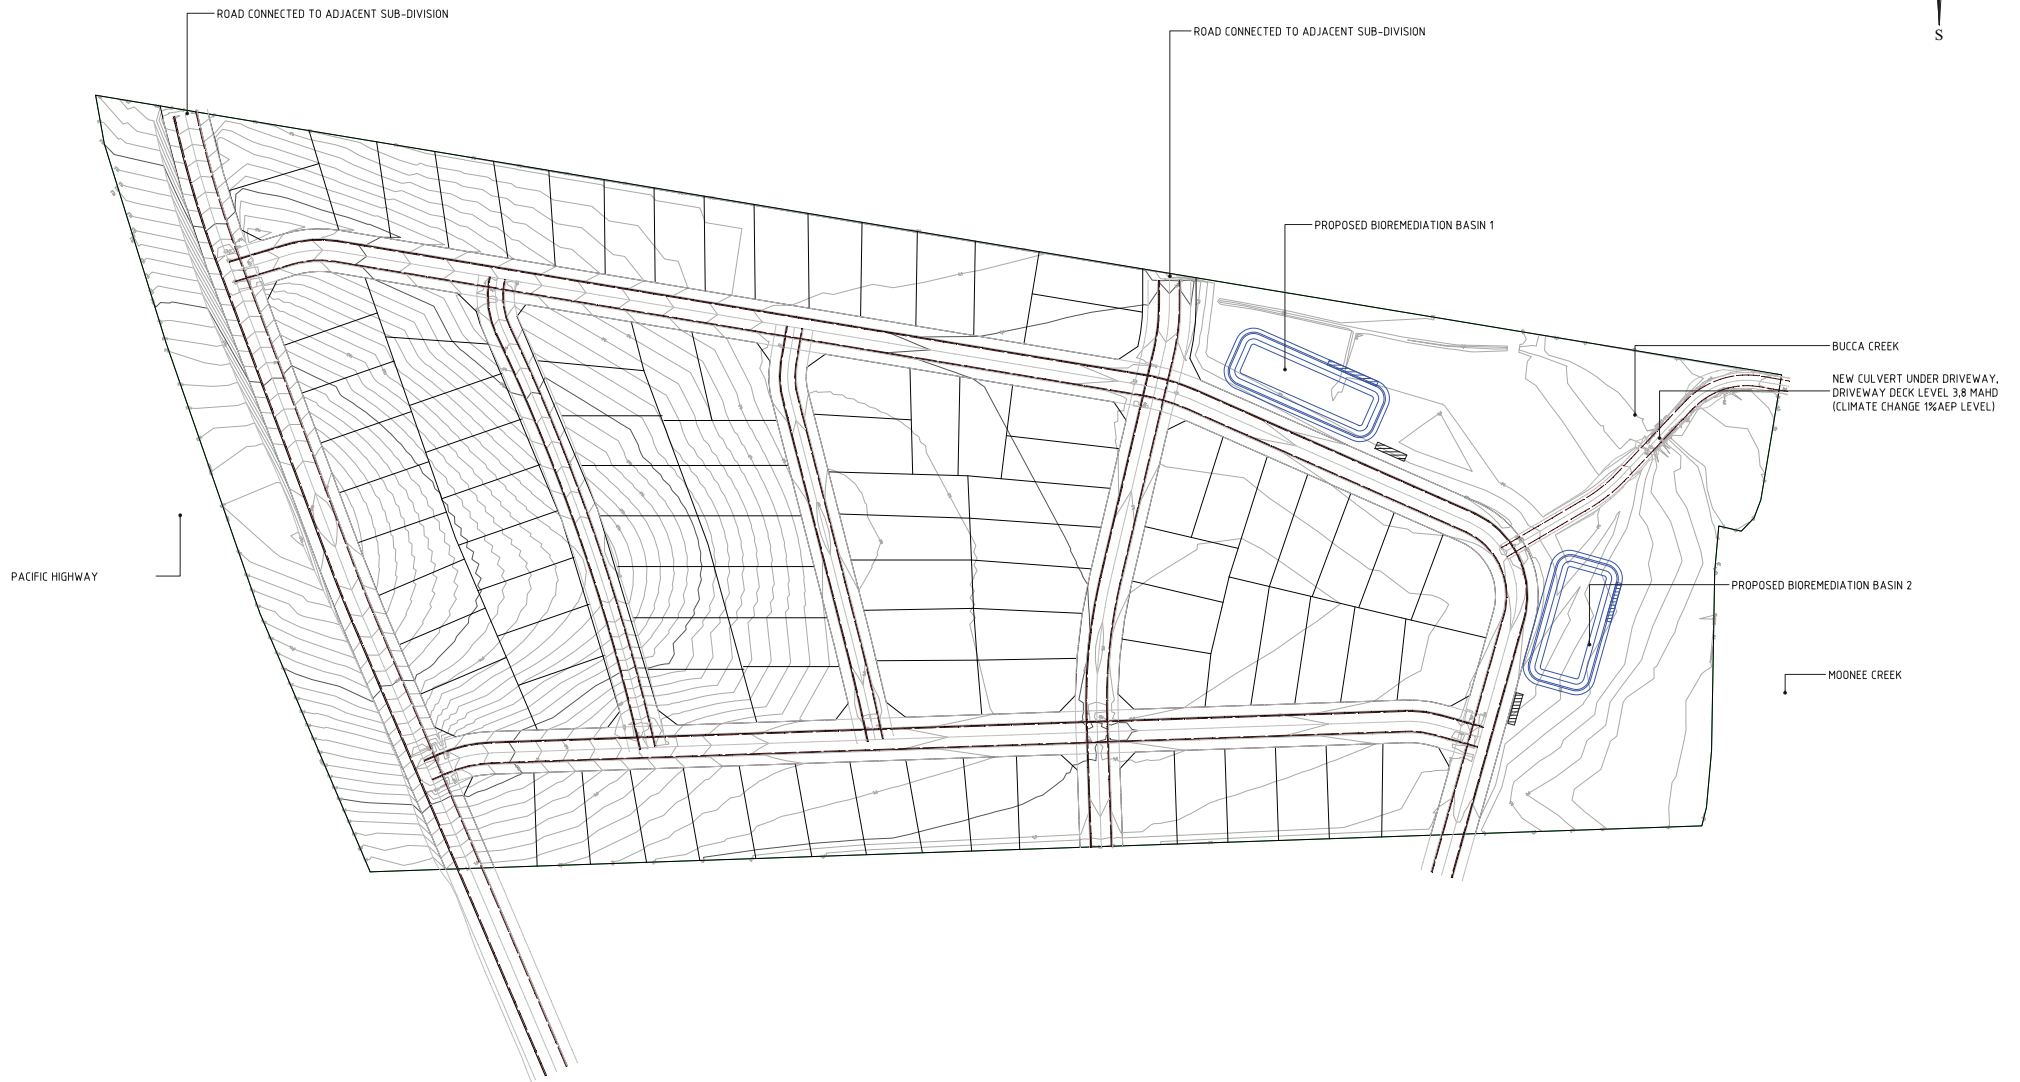 ROAD CONNECTED TO ADJACENT SUB-DIVISION
ROAD CONNECTED TO ADJACENT SUB-DIVISION
S
PROPOSED BIOREMEDIATION BASIN 1
BUCCA CREEK
NEW CULVERT UNDER DRIVEWAY,
DRIVEWAY DECK LEVEL 3,8 MAHD
(CLIMATE CHANGE 1%AEP LEVEL)
PACIFIC HIGHWAY
PROPOSED BIOREMEDIATION BASIN 2
MOONEE CREEK